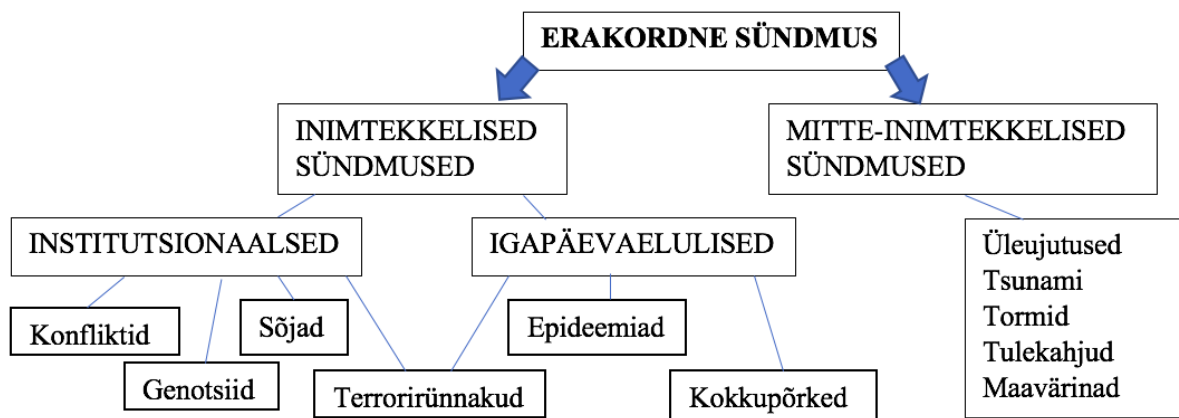 ERAKORDNE SÜNDMUS
INIMTEKKELISED
SÜNDMUSED
MITTE-INIMTEKKELISED
SÜNDMUSED
INSTITUTSIONAALSED
IGAPÄEVAELULISED
Konfliktid
Genotsiid
Sõjad
Terrorirünnakud
Epideemiad
Kokkupõrked
Üleujutused
Tsunami
Tormid
Tulekahjud
Maavärinad